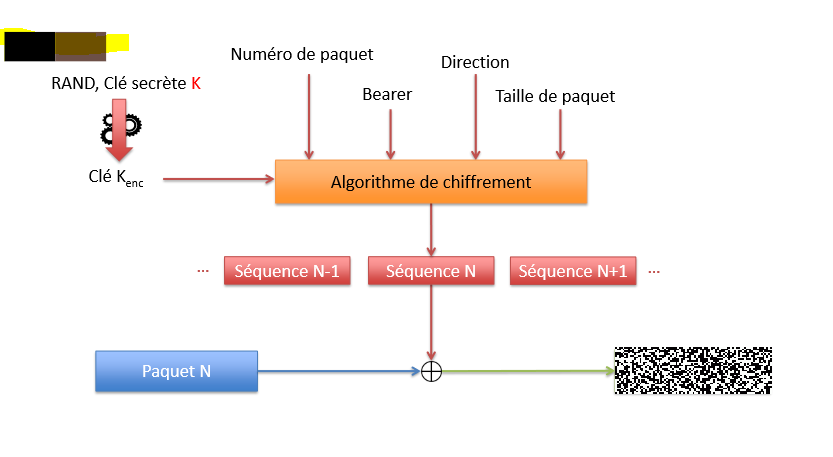 Numéro de paquet
Direction
RAND, Clé secrète K
Bearer
Taille de paquet
Clé Kenc
Algorithme de chiffrement
... Séquence N-1 Séquence N Séquence N+1 ...
Paquet N